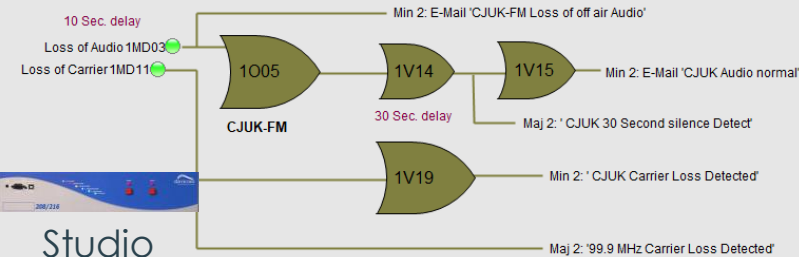 10 Sec. delay
Min 2: E-Mail 'CJUK-FM Loss of off air Audio'
Loss of Audio 1MD03
Loss of Carrier 1MD11
1O05
1V14
1V15
Min 2: E-Mail 'CJUK Audio normal'
CJUK-FM
30 Sec. delay
Maj 2: ' CJUK 30 Second silence Detect'
1V19
Min 2: ' CJUK Carrier Loss Detected'
208/216
Studio
Maj 2: '99.9 MHz Carrier Loss Detected'